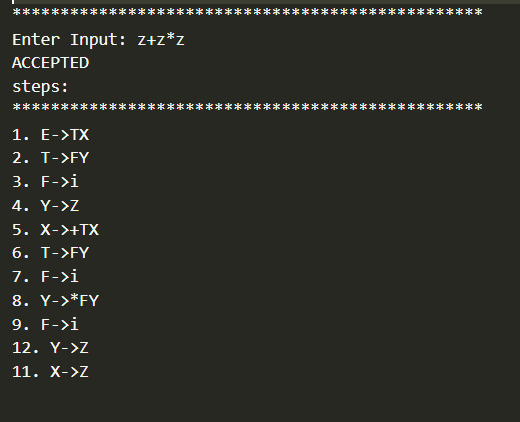 *************************************************
Enter Input: z+z*z
ACCEPTED
steps:
*************************************************
1. E->TX
2. T->FY
3. F->i
4. Y->Z
5. X->+TX
6. T->FY
7. F->i
8. Y->*FY
9. F->i
12. Y->Z
11. X->Z